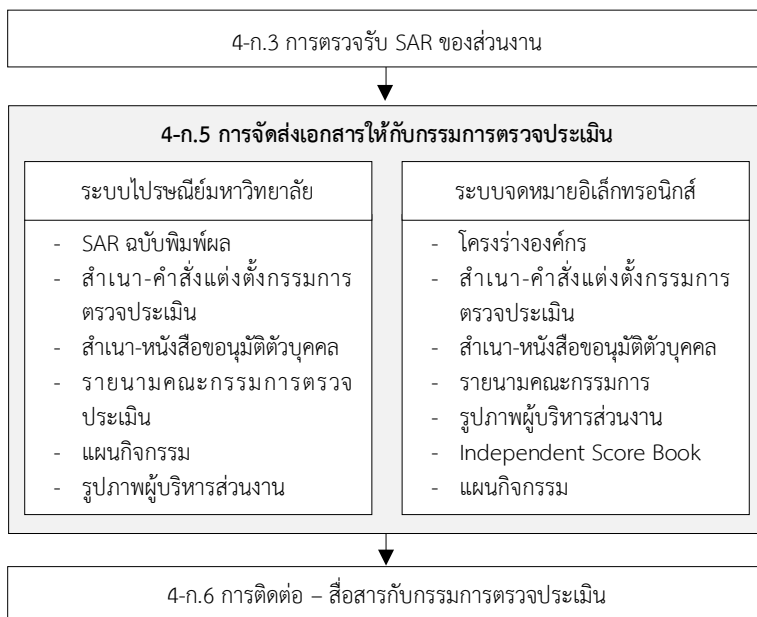 4-ก.3 การตรวจรับ SAR ของส่วนงาน
4-ก.5 การจัดส่งเอกสารให้กับกรรมการตรวจประเมิน
ระบบไปรษณีย์มหาวิทยาลัย
- SAR ฉบับพิมพ์ผล
- สำเนา-คำสั่งแต่งตั้งกรรมการ
ตรวจประเมิน
- สำเนา-หนังสือขอนุมัติตัวบุคคล
- รายนามคณะกรรมการตรวจ
ประเมิน
- แผนกิจกรรม
- รูปภาพผู้บริหารส่วนงาน
ระบบจดหมายอิเล็กทรอนิกส์
- โครงร่างองค์กร
- สำเนา-คำสั่งแต่งตั้งกรรมการ
ตรวจประเมิน
- สำเนา-หนังสือขอนุมัติตัวบุคคล
- รายนามคณะกรรมการ
- รูปภาพผู้บริหารส่วนงาน
- Independent Score Book
- แผนกิจกรรม
4-ก.6 การติดต่อ – สื่อสารกับกรรมการตรวจประเมิน